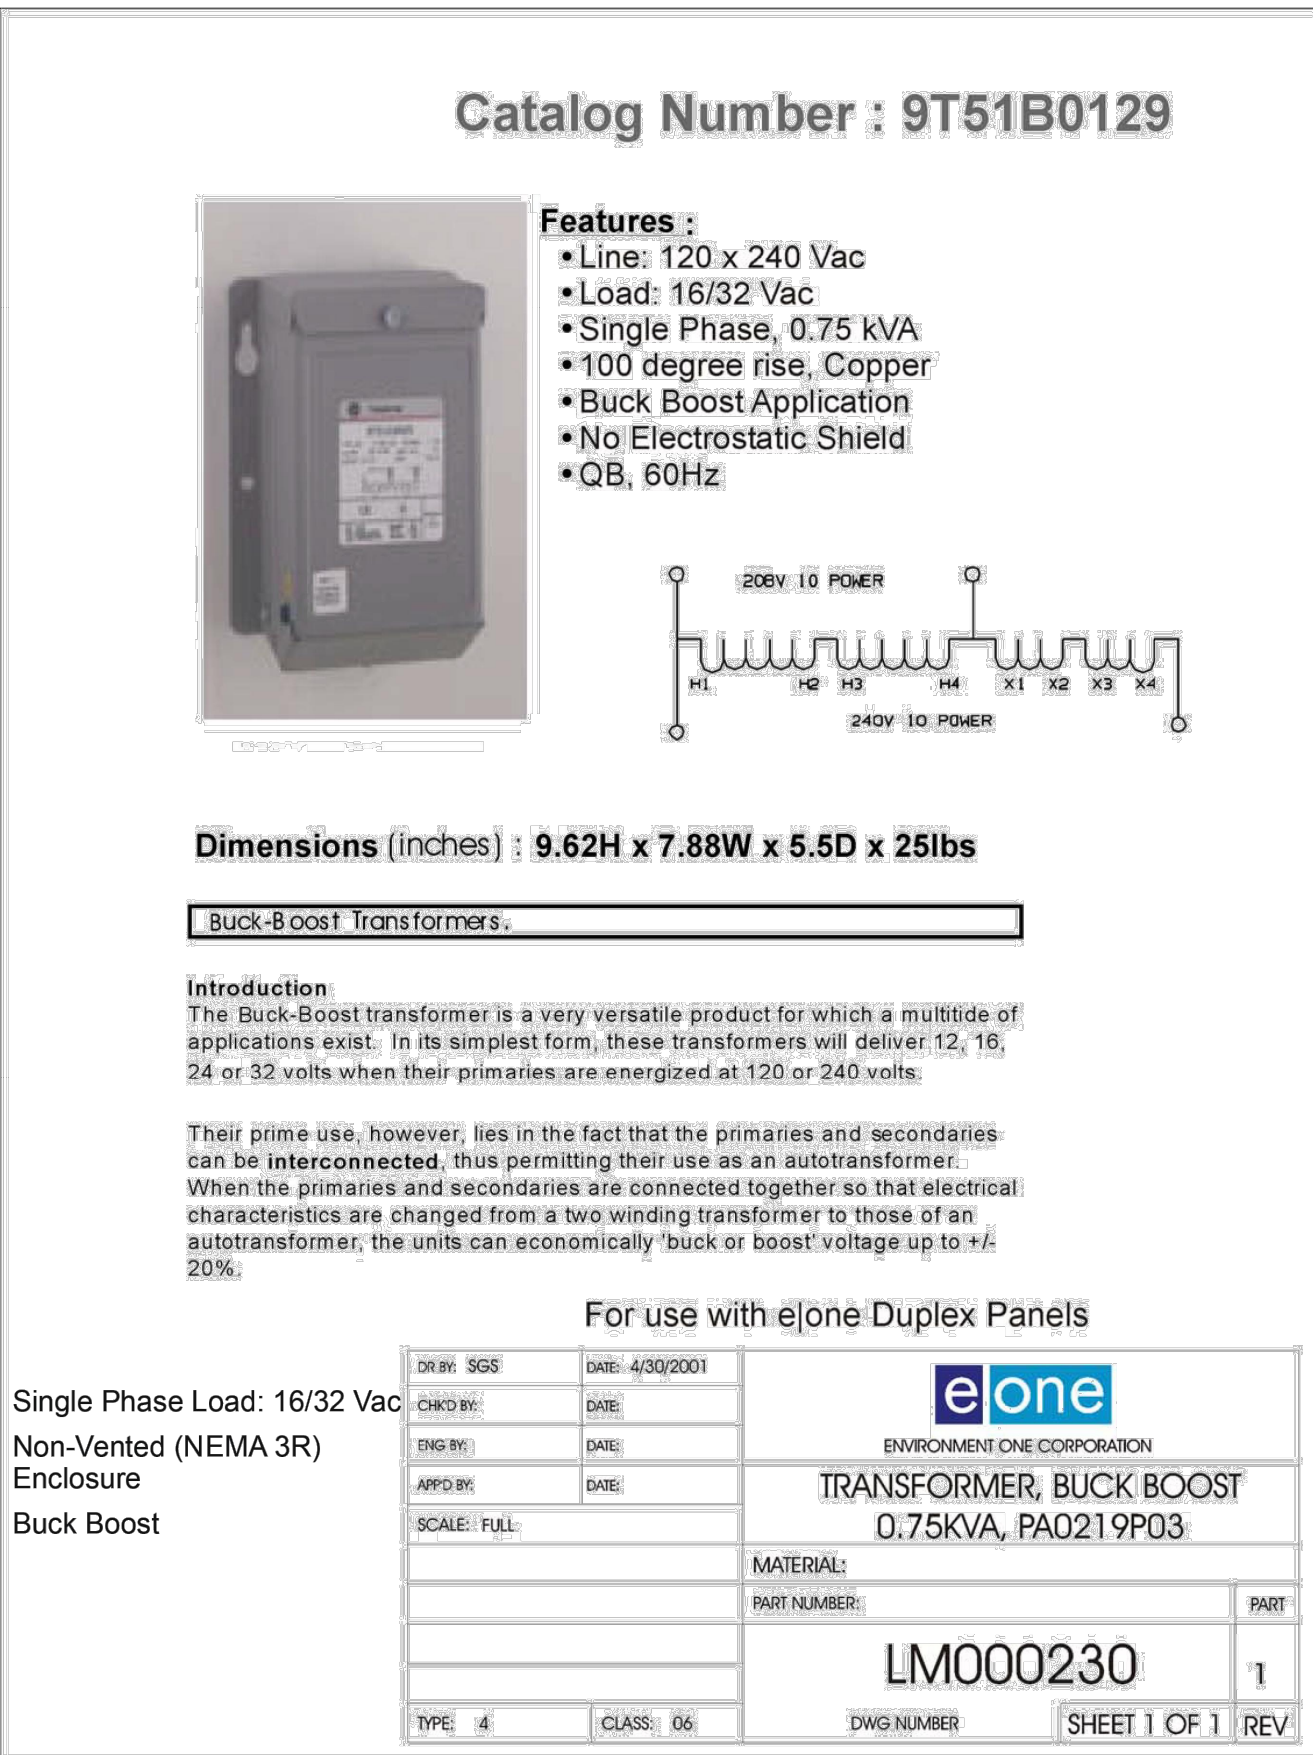 Catalog Number : 9T51B0129
Features :
• Line: 120 x 240 Vac
• Load: 16/32 Vac
• Single Phase, 0.75 kVA
• 100 degree rise, Copper
• Buck Boost Application
• No Electrostatic Shield
• QB, 60Hz
208V 1O POWER
H1 H2 H3 H4 X1 X2 X3 X4
240V 1O POWER
Dimensions (inches) : 9.62H x 7.88W x 5.5D x 25lbs
Buck-Boost Transformers.
Introduction
The Buck-Boost transformer is a very versatile product for which a multitide of
applications exist. In its simplest form, these transformers will deliver 12, 16,
24 or 32 volts when their primaries are energized at 120 or 240 volts.
Their prime use, however, lies in the fact that the primaries and secondaries
can be interconnected, thus permitting their use as an autotransformer.
When the primaries and secondaries are connected together so that electrical
characteristics are changed from a two winding transformer to those of an
autotransformer, the units can economically 'buck or boost' voltage up to +/-
20%.
For use with e|one Duplex Panels
Single Phase Load: 16/32 Vac
Non-Vented (NEMA 3R)
Enclosure
Buck Boost
DR BY: SGS DATE: 4/30/2001
CHK'D BY: DATE:
ENG BY: DATE:
APP'D BY: DATE:
SCALE: FULL
e|one
ENVIRONMENT ONE CORPORATION
TRANSFORMER, BUCK BOOST
0.75KVA, PA0219P03
MATERIAL:
PART NUMBER: PART
LM000230 1
TYPE: 4 CLASS: 06 DWG NUMBER SHEET 1 OF 1 REV